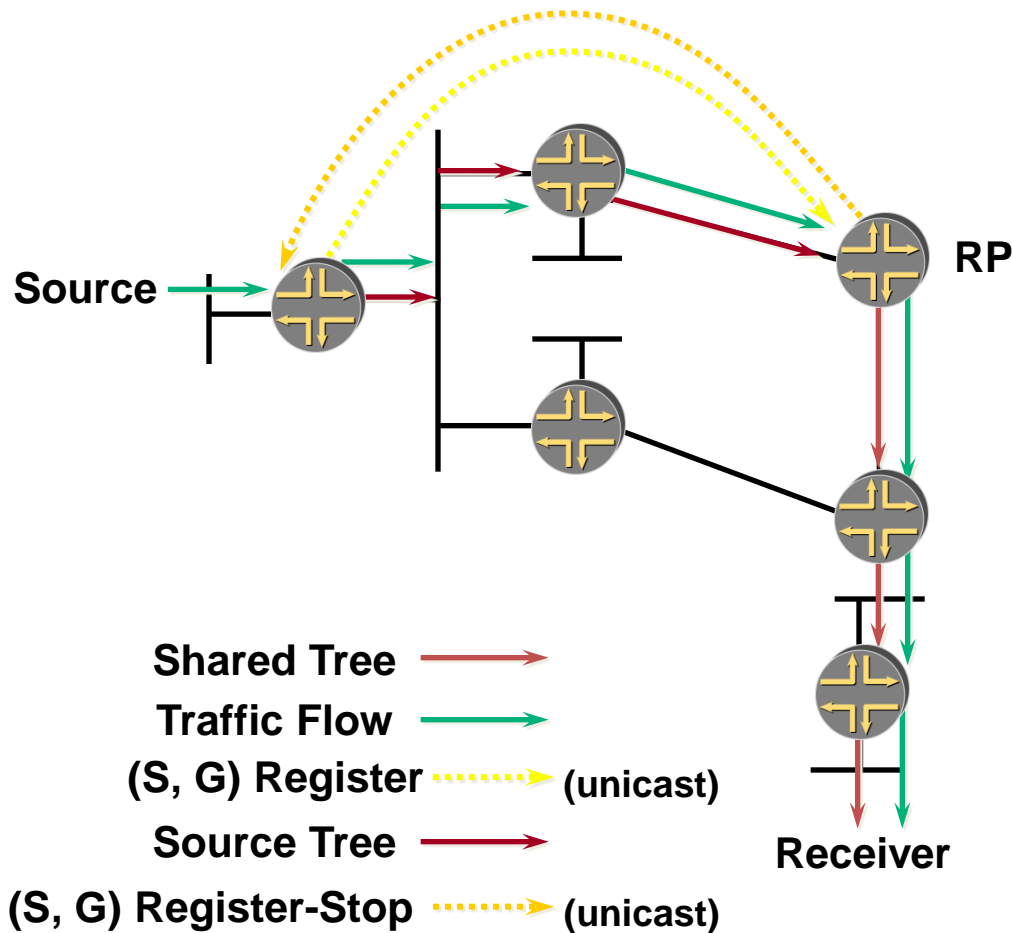 Source
RP
Shared Tree
Traffic Flow
(S, G) Register (unicast)
Source Tree
Receiver
(S, G) Register-Stop (unicast)